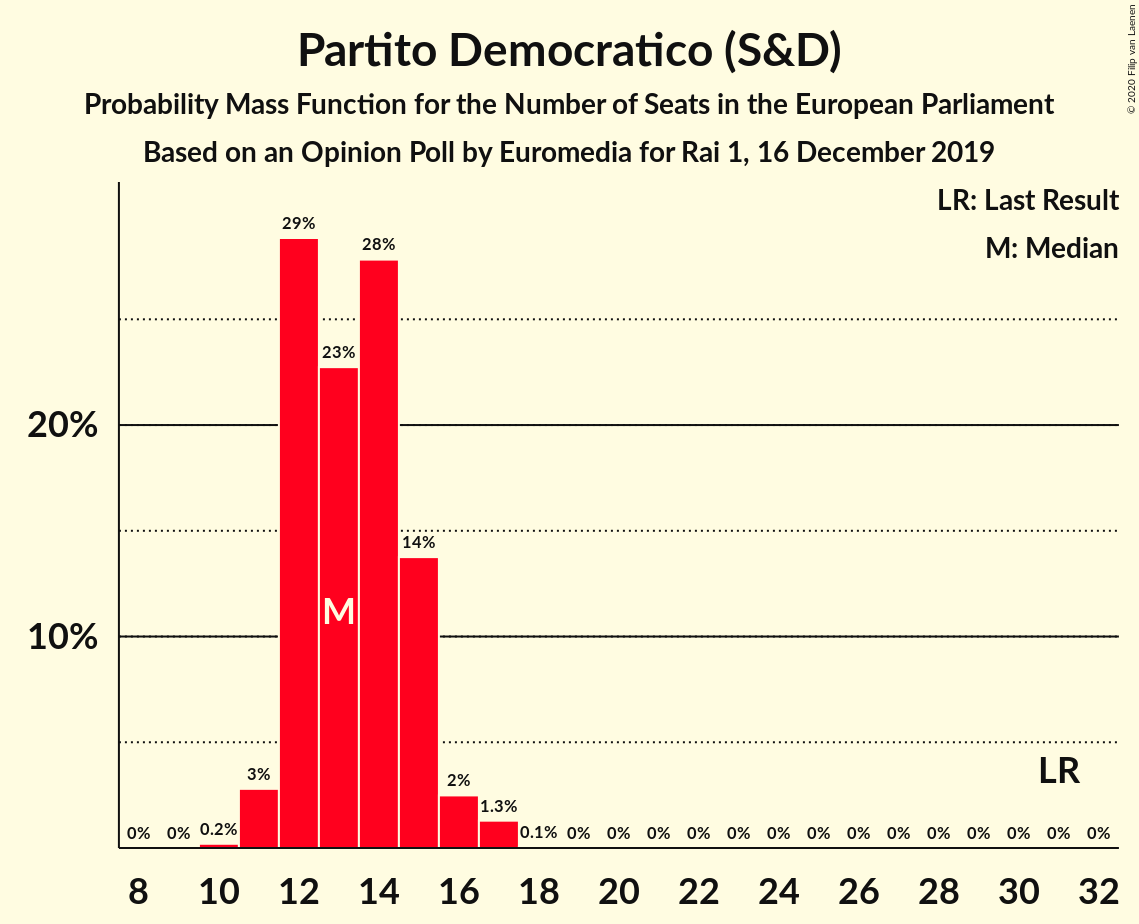 Partito Democratico (S&D)
Probability Mass Function for the Number of Seats in the European Parliament
Based on an Opinion Poll by Euromedia for Rai 1, 16 December 2019
© 2020 Filip van Laenen
LR: Last Result
M: Median
29%
28%
23%
20%
14%
M
10%
3%
2%
LR
1.3%
0% 0% 0.2% 0.1% 0% 0% 0% 0% 0% 0% 0% 0% 0% 0% 0% 0% 0% 0%
8 10 12 14 16 18 20 22 24 26 28 30 32